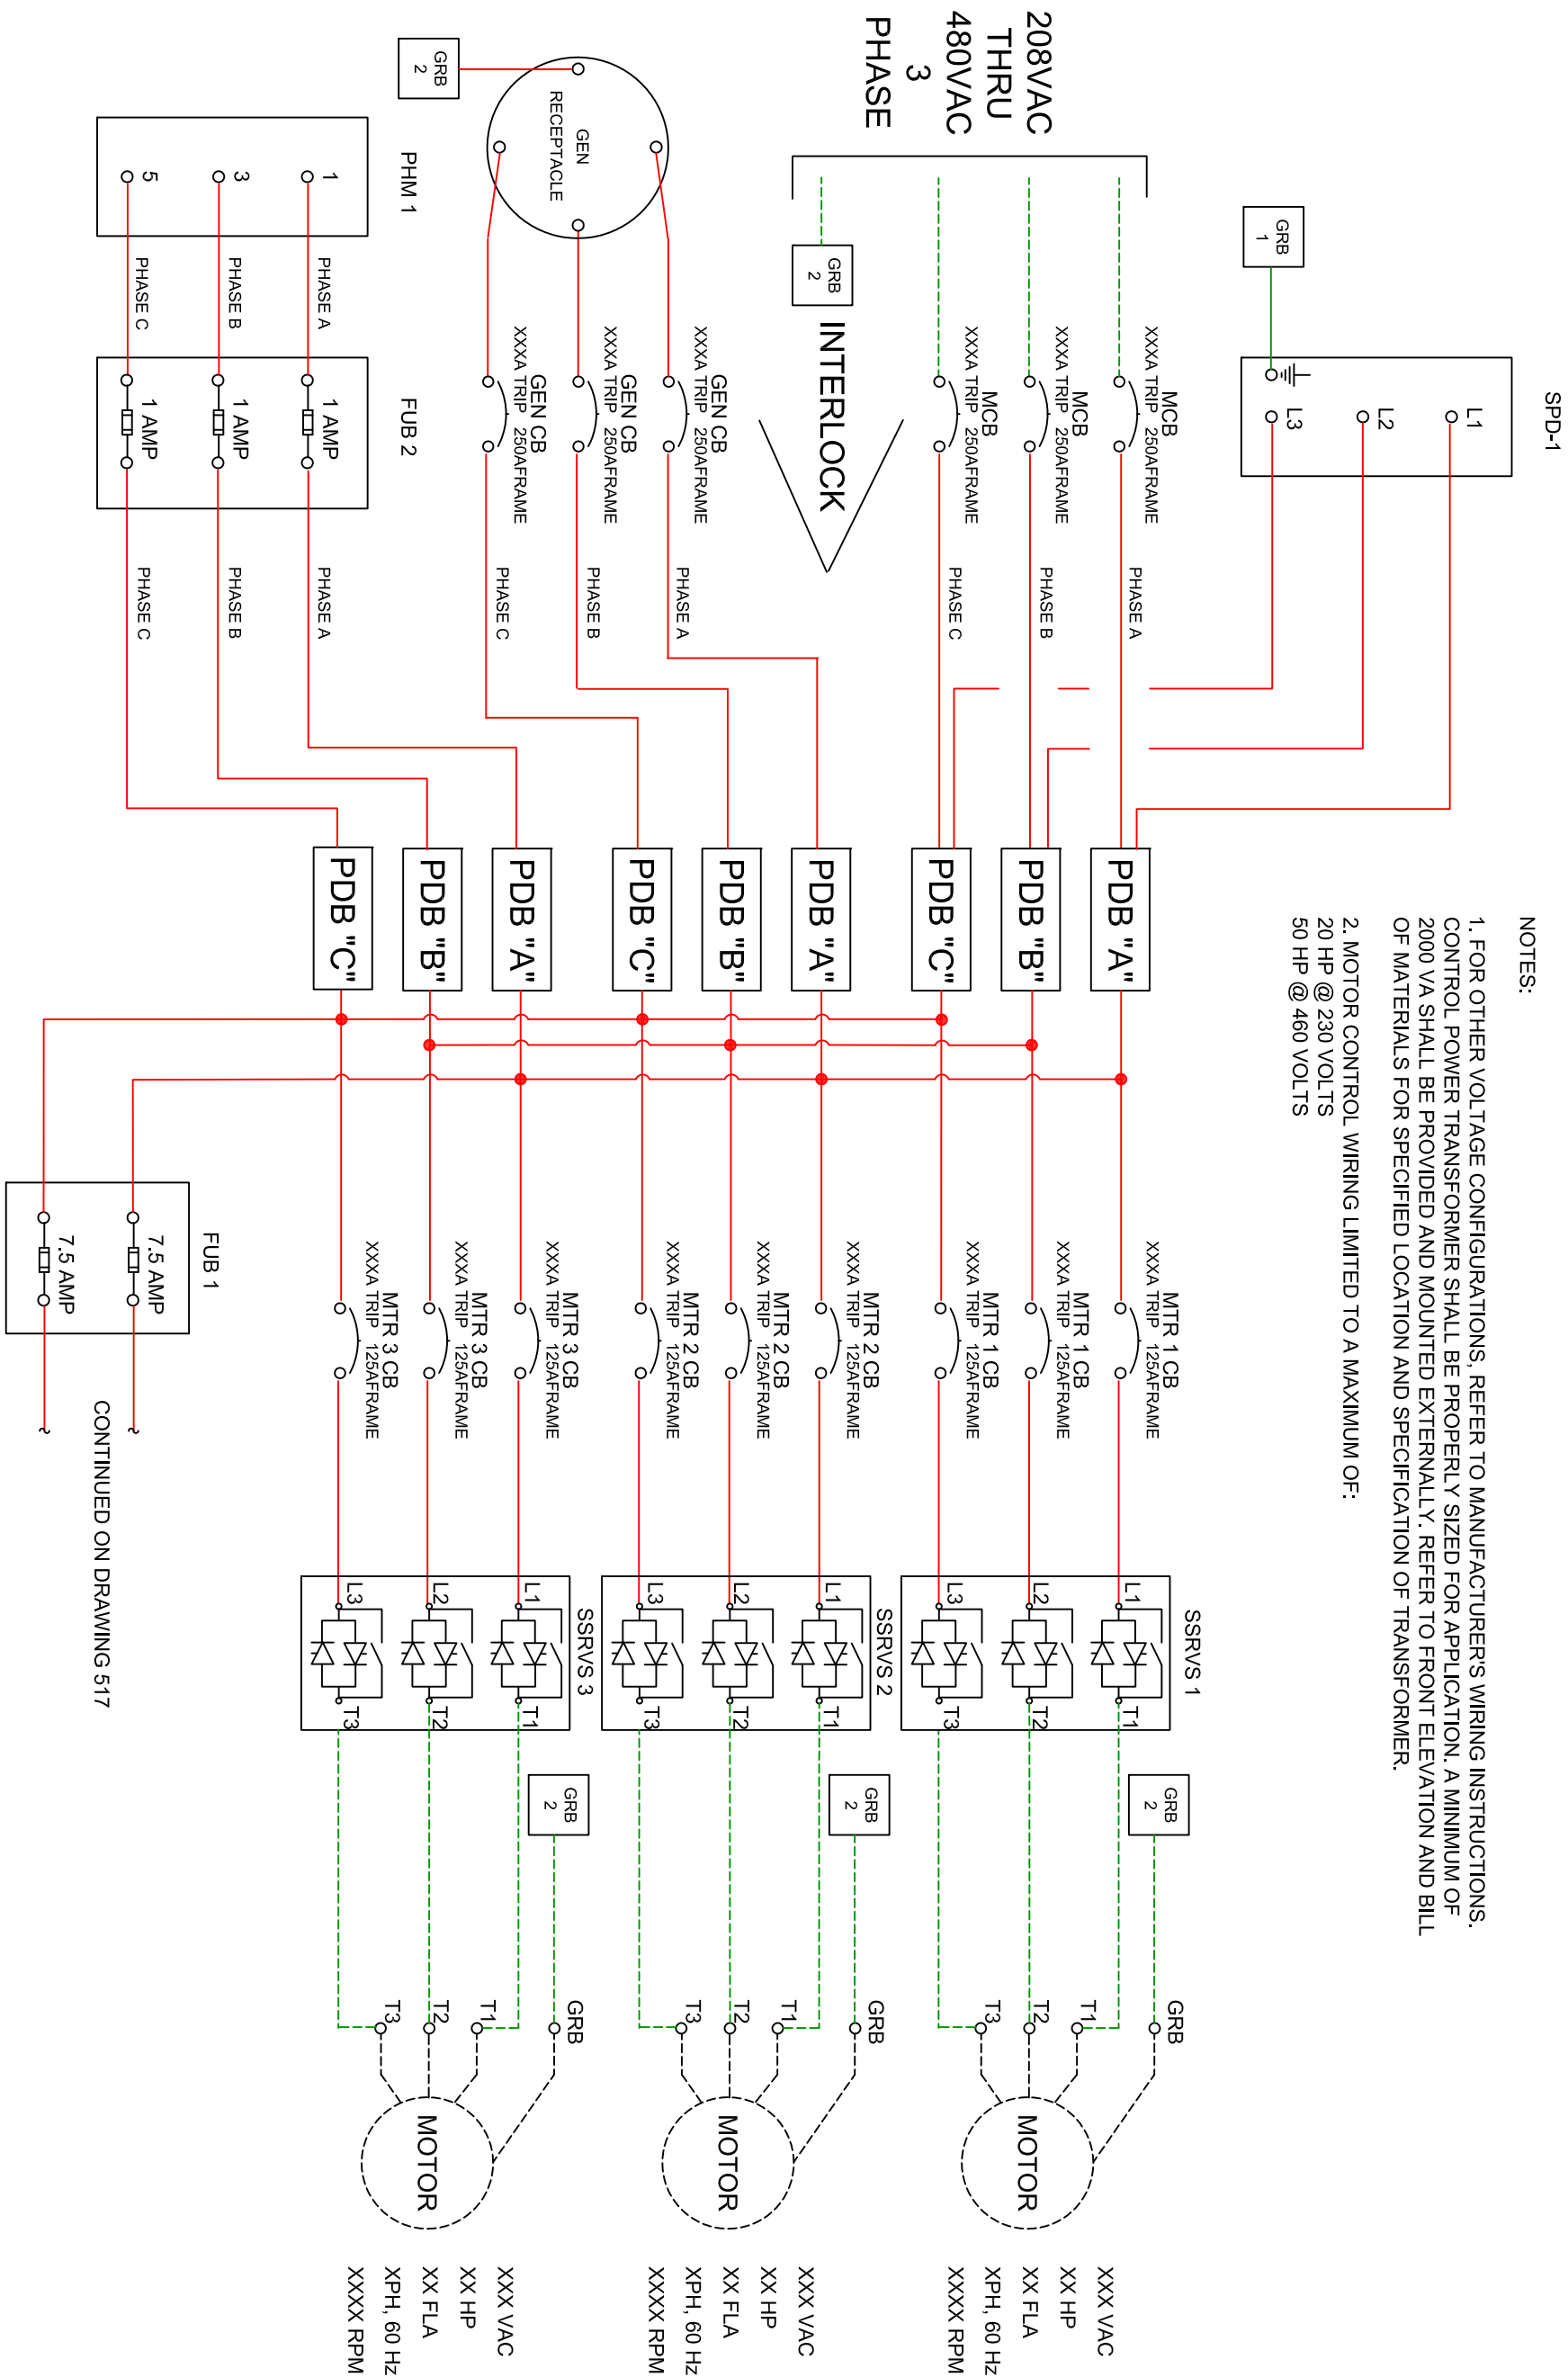 NOTES:
1. FOR OTHER VOLTAGE CONFIGURATIONS, REFER TO MANUFACTURER'S WIRING INSTRUCTIONS.
CONTROL POWER TRANSFORMER SHALL BE PROPERLY SIZED FOR APPLICATION. A MINIMUM OF
2000 VA SHALL BE PROVIDED AND MOUNTED EXTERNALLY. REFER TO FRONT ELEVATION AND BILL
OF MATERIALS FOR SPECIFIED LOCATION AND SPECIFICATION OF TRANSFORMER.
2. MOTOR CONTROL WIRING LIMITED TO A MAXIMUM OF:
20 HP @ 230 VOLTS
50 HP @ 460 VOLTS
SPD-1
L1
L2
L3
GRB
1
208VAC
THRU
480VAC
3
PHASE
GRB
2
MCB
XXXA TRIP 250AFRAME
PHASE A
MCB
XXXA TRIP 250AFRAME
PHASE B
MCB
XXXA TRIP 250AFRAME
PHASE C
INTERLOCK
GEN
RECEPTACLE
GRB
2
GEN CB
XXXA TRIP 250AFRAME
PHASE A
GEN CB
XXXA TRIP 250AFRAME
PHASE B
GEN CB
XXXA TRIP 250AFRAME
PHASE C
PHM 1
1
3
5
PHASE A
PHASE B
PHASE C
FUB 2
1 AMP
1 AMP
1 AMP
PHASE A
PHASE B
PHASE C
PDB "A"
PDB "B"
PDB "C"
PDB "A"
PDB "B"
PDB "C"
PDB "A"
PDB "B"
PDB "C"
FUB 1
7.5 AMP
7.5 AMP
CONTINUED ON DRAWING 517
MTR 1 CB
XXXA TRIP 125AFRAME
MTR 1 CB
XXXA TRIP 125AFRAME
MTR 1 CB
XXXA TRIP 125AFRAME
MTR 2 CB
XXXA TRIP 125AFRAME
MTR 2 CB
XXXA TRIP 125AFRAME
MTR 2 CB
XXXA TRIP 125AFRAME
MTR 3 CB
XXXA TRIP 125AFRAME
MTR 3 CB
XXXA TRIP 125AFRAME
MTR 3 CB
XXXA TRIP 125AFRAME
SSRVS 1
L1
T1
L2
T2
L3
T3
GRB
2
GRB
T1
T2
T3
MOTOR
XXX VAC
XX HP
XX FLA
XPH, 60 Hz
XXXX RPM
SSRVS 2
L1
T1
L2
T2
L3
T3
GRB
2
GRB
T1
T2
T3
MOTOR
XXX VAC
XX HP
XX FLA
XPH, 60 Hz
XXXX RPM
SSRVS 3
L1
T1
L2
T2
L3
T3
GRB
2
GRB
T1
T2
T3
MOTOR
XXX VAC
XX HP
XX FLA
XPH, 60 Hz
XXXX RPM